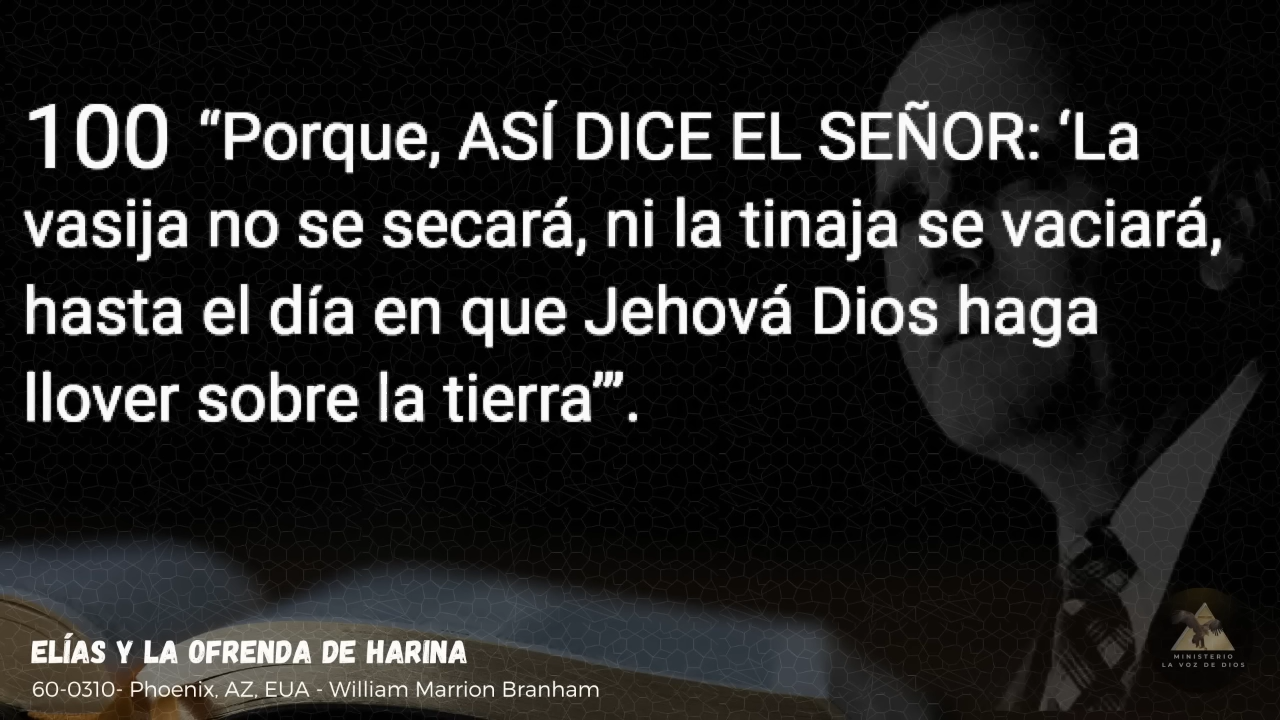 100 “Porque, ASÍ DICE EL SEÑOR: ‘La
vasija no se secará, ni la tinaja se vaciará,
hasta el día en que Jehová Dios haga
llover sobre la tierra’”.
ELÍAS Y LA OFRENDA DE HARINA
60-0310- Phoenix, AZ, EUA - William Marrion Branham
MINISTERIO
LA VOZ DE DIOS